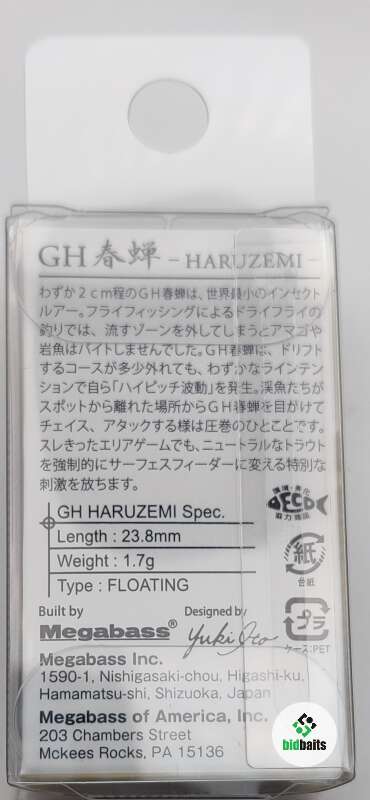 GH 春蝉 – HARUZEMI –
わずか2cm程のGH春蝉は、世界最小のインセクト
ルアー。フライフィッシングによるドライフライの
釣りでは、流すゾーンを外してしまうとアマゴや
岩魚はバイトしませんでした。GH春蝉は、ドリフト
するコースが多少外れても、わずかなラインテン
ションで自ら「ハイピッチ波動」を発生。渓魚たちが
スポットから離れた場所からGH春蝉を目がけて
チェイス、アタックする様は圧巻のひとことです。
スレきったエリアゲームでも、ニュートラルなトラウト
を強制的にサーフェスフィーダーに変える特別な
刺激を放ちます。
GH HARUZEMI Spec.
Length : 23.8mm
Weight : 1.7g
Type : FLOATING
環境・美化
DECO
協力商品
紙
台紙
プラ
ケース:PET
Built by
Designed by
Megabass®
Yuki Ito
Megabass Inc.
1590-1, Nishigasaki-chou, Higashi-ku,
Hamamatsu-shi, Shizuoka, Japan
Megabass of America, Inc.
203 Chambers Street
Mckees Rocks, PA 15136
bidbaits